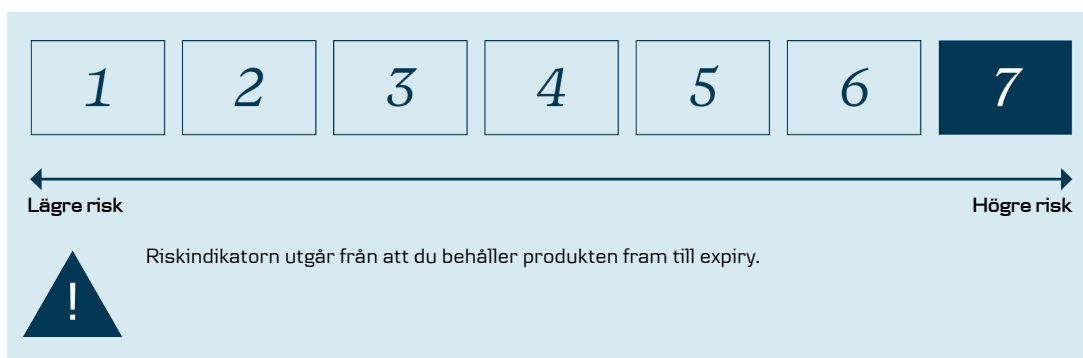 1 2 3 4 5 6 7
Lägre risk Högre risk
Riskindikatorn utgår från att du behåller produkten fram till expiry.
!